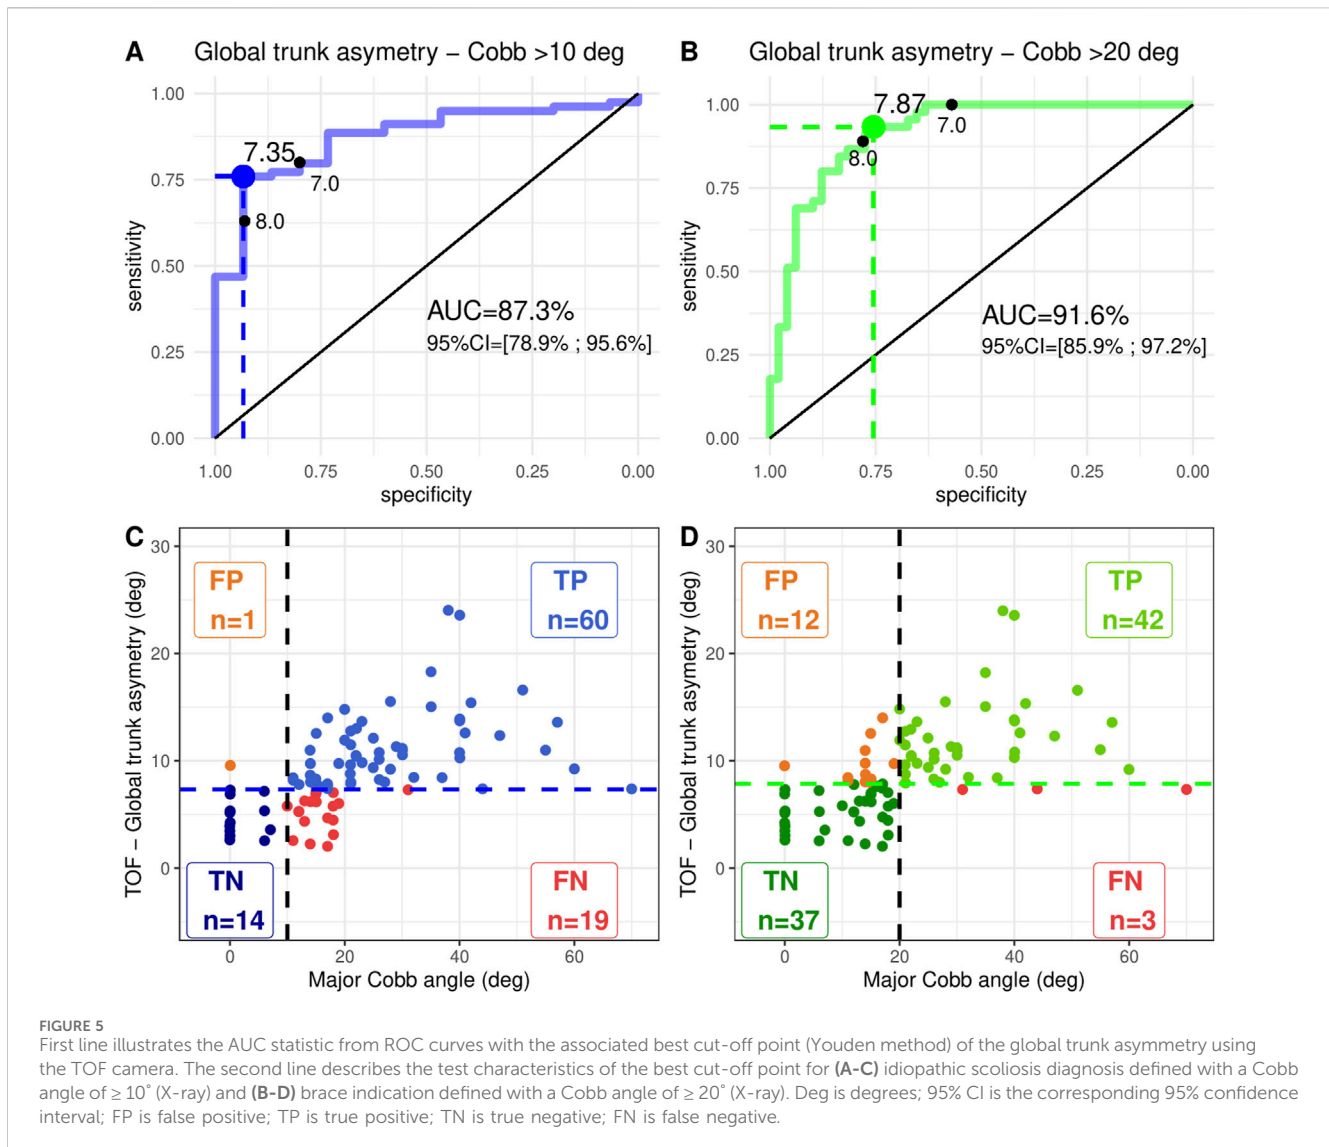 A
Global trunk asymetry – Cobb >10 deg
1.00
0.75
0.50
0.25
0.00
sensitivity
7.35
7.0
8.0
AUC=87.3%
95%CI=[78.9% ; 95.6%]
1.00 0.75 0.50 0.25 0.00
specificity
B
Global trunk asymetry – Cobb >20 deg
1.00
0.75
0.50
0.25
0.00
sensitivity
7.87
7.0
8.0
AUC=91.6%
95%CI=[85.9% ; 97.2%]
1.00 0.75 0.50 0.25 0.00
specificity
C
30
20
10
0
TOF – Global trunk asymetry (deg)
FP
n=1
TP
n=60
TN
n=14
FN
n=19
0 20 40 60
Major Cobb angle (deg)
D
30
20
10
0
TOF – Global trunk asymetry (deg)
FP
n=12
TP
n=42
TN
n=37
FN
n=3
0 20 40 60
Major Cobb angle (deg)
FIGURE 5
First line illustrates the AUC statistic from ROC curves with the associated best cut-off point (Youden method) of the global trunk asymmetry using
the TOF camera. The second line describes the test characteristics of the best cut-off point for (A-C) idiopathic scoliosis diagnosis defined with a Cobb
angle of ≥ 10° (X-ray) and (B-D) brace indication defined with a Cobb angle of ≥ 20° (X-ray). Deg is degrees; 95% CI is the corresponding 95% confidence
interval; FP is false positive; TP is true positive; TN is true negative; FN is false negative.